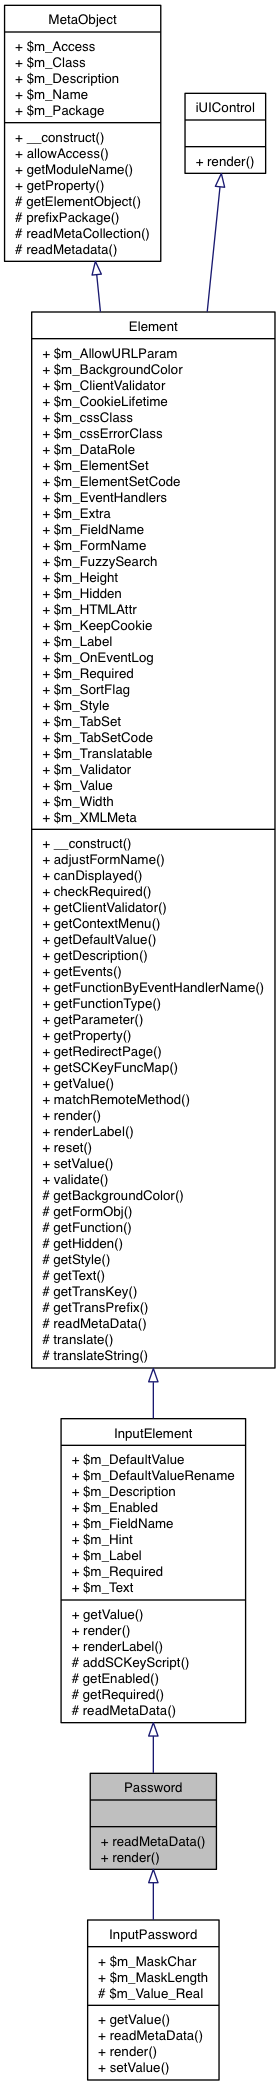 MetaObject
+ $m_Access
+ $m_Class
+ $m_Description
+ $m_Name
+ $m_Package
+ __construct()
+ allowAccess()
+ getModuleName()
+ getProperty()
# getElementObject()
# prefixPackage()
# readMetaCollection()
# readMetadata()
iUIControl
+ render()
Element
+ $m_AllowURLParam
+ $m_BackgroundColor
+ $m_ClientValidator
+ $m_CookieLifetime
+ $m_cssClass
+ $m_cssErrorClass
+ $m_DataRole
+ $m_ElementSet
+ $m_ElementSetCode
+ $m_EventHandlers
+ $m_Extra
+ $m_FieldName
+ $m_FormName
+ $m_FuzzySearch
+ $m_Height
+ $m_Hidden
+ $m_HTMLAttr
+ $m_KeepCookie
+ $m_Label
+ $m_OnEventLog
+ $m_Required
+ $m_SortFlag
+ $m_Style
+ $m_TabSet
+ $m_TabSetCode
+ $m_Translatable
+ $m_Validator
+ $m_Value
+ $m_Width
+ $m_XMLMeta
+ __construct()
+ adjustFormName()
+ canDisplayed()
+ checkRequired()
+ getClientValidator()
+ getContextMenu()
+ getDefaultValue()
+ getDescription()
+ getEvents()
+ getFunctionByEventHandlerName()
+ getFunctionType()
+ getParameter()
+ getProperty()
+ getRedirectPage()
+ getSCKeyFuncMap()
+ getValue()
+ matchRemoteMethod()
+ render()
+ renderLabel()
+ reset()
+ setValue()
+ validate()
# getBackgroundColor()
# getFormObj()
# getFunction()
# getHidden()
# getStyle()
# getText()
# getTransKey()
# getTransPrefix()
# readMetaData()
# translate()
# translateString()
InputElement
+ $m_DefaultValue
+ $m_DefaultValueRename
+ $m_Description
+ $m_Enabled
+ $m_FieldName
+ $m_Hint
+ $m_Label
+ $m_Required
+ $m_Text
+ getValue()
+ render()
+ renderLabel()
# addSCKeyScript()
# getEnabled()
# getRequired()
# readMetaData()
Password
+ readMetaData()
+ render()
InputPassword
+ $m_MaskChar
+ $m_MaskLength
# $m_Value_Real
+ getValue()
+ readMetaData()
+ render()
+ setValue()